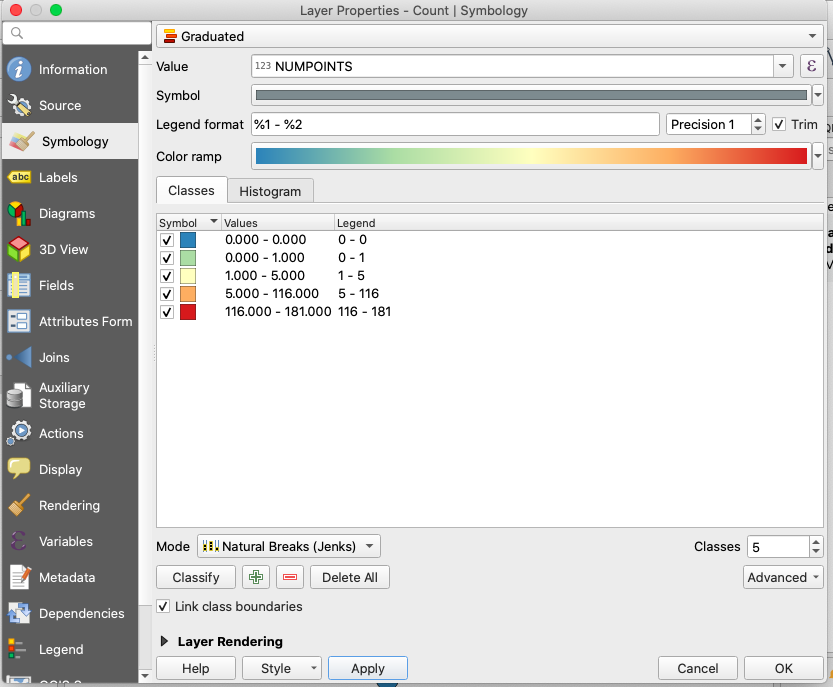 Layer Properties - Count | Symbology
Information
Source
Symbology
Labels
abc
Diagrams
3D View
Fields
Attributes Form
Joins
Auxiliary
Storage
Actions
Display
Rendering
Variables
Metadata
Dependencies
Legend
Graduated
Value 123 NUMPOINTS ε
Symbol
Legend format %1 - %2 Precision 1 Trim
Color ramp
Classes Histogram
Symbol Values Legend
0.000 - 0.000 0 - 0
0.000 - 1.000 0 - 1
1.000 - 5.000 1 - 5
5.000 - 116.000 5 - 116
116.000 - 181.000 116 - 181
Mode Natural Breaks (Jenks) Classes 5
Classify Delete All Advanced
Link class boundaries
Layer Rendering
Help Style Apply Cancel OK